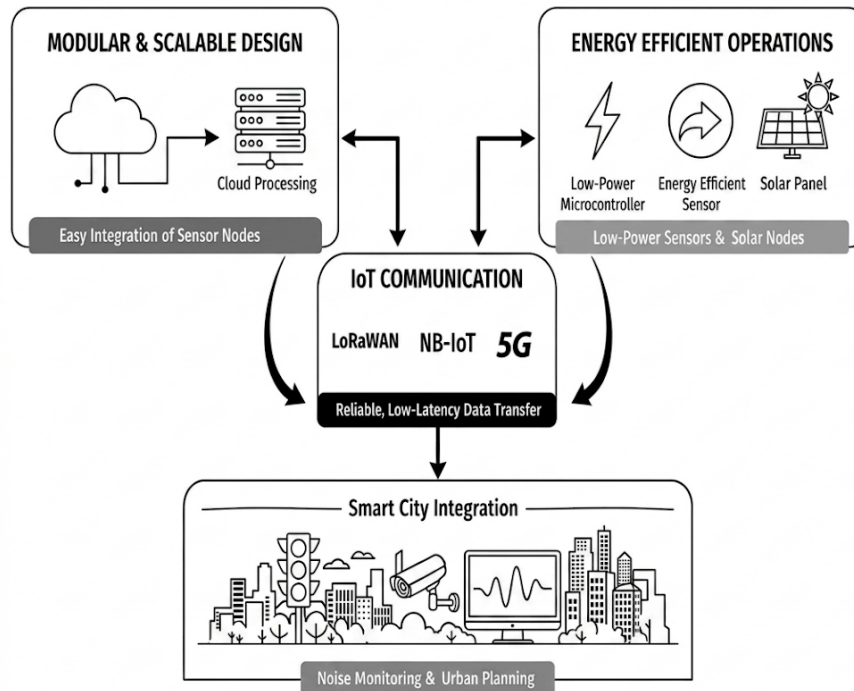 MODULAR & SCALABLE DESIGN
Cloud Processing
Easy Integration of Sensor Nodes
ENERGY EFFICIENT OPERATIONS
Low-Power
Microcontroller
Energy Efficient
Sensor
Solar Panel
Low-Power Sensors & Solar Nodes
IoT COMMUNICATION
LoRaWAN NB-IoT 5G
Reliable, Low-Latency Data Transfer
Smart City Integration
Noise Monitoring & Urban Planning